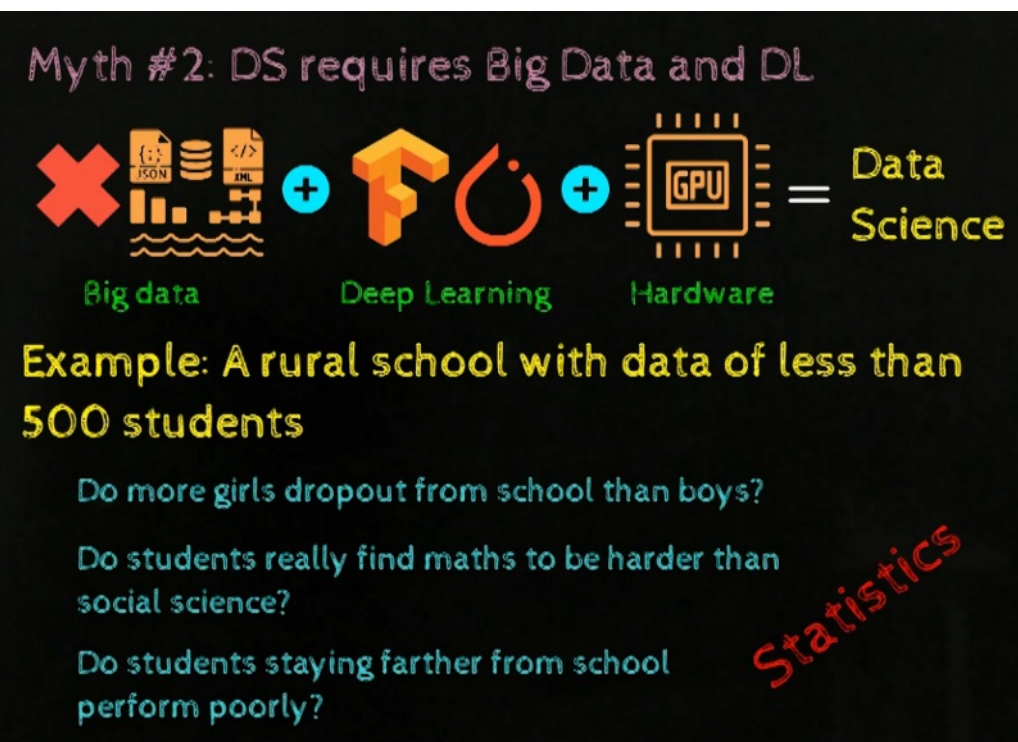 Myth #2: DS requires Big Data and DL
{:}
JSON
</>
XML
+
+
GPU
=
Data
Science
Big data
Deep Learning
Hardware
Example: A rural school with data of less than
500 students
Do more girls dropout from school than boys?
Do students really find maths to be harder than
social science?
Do students staying farther from school
perform poorly?
Statistics